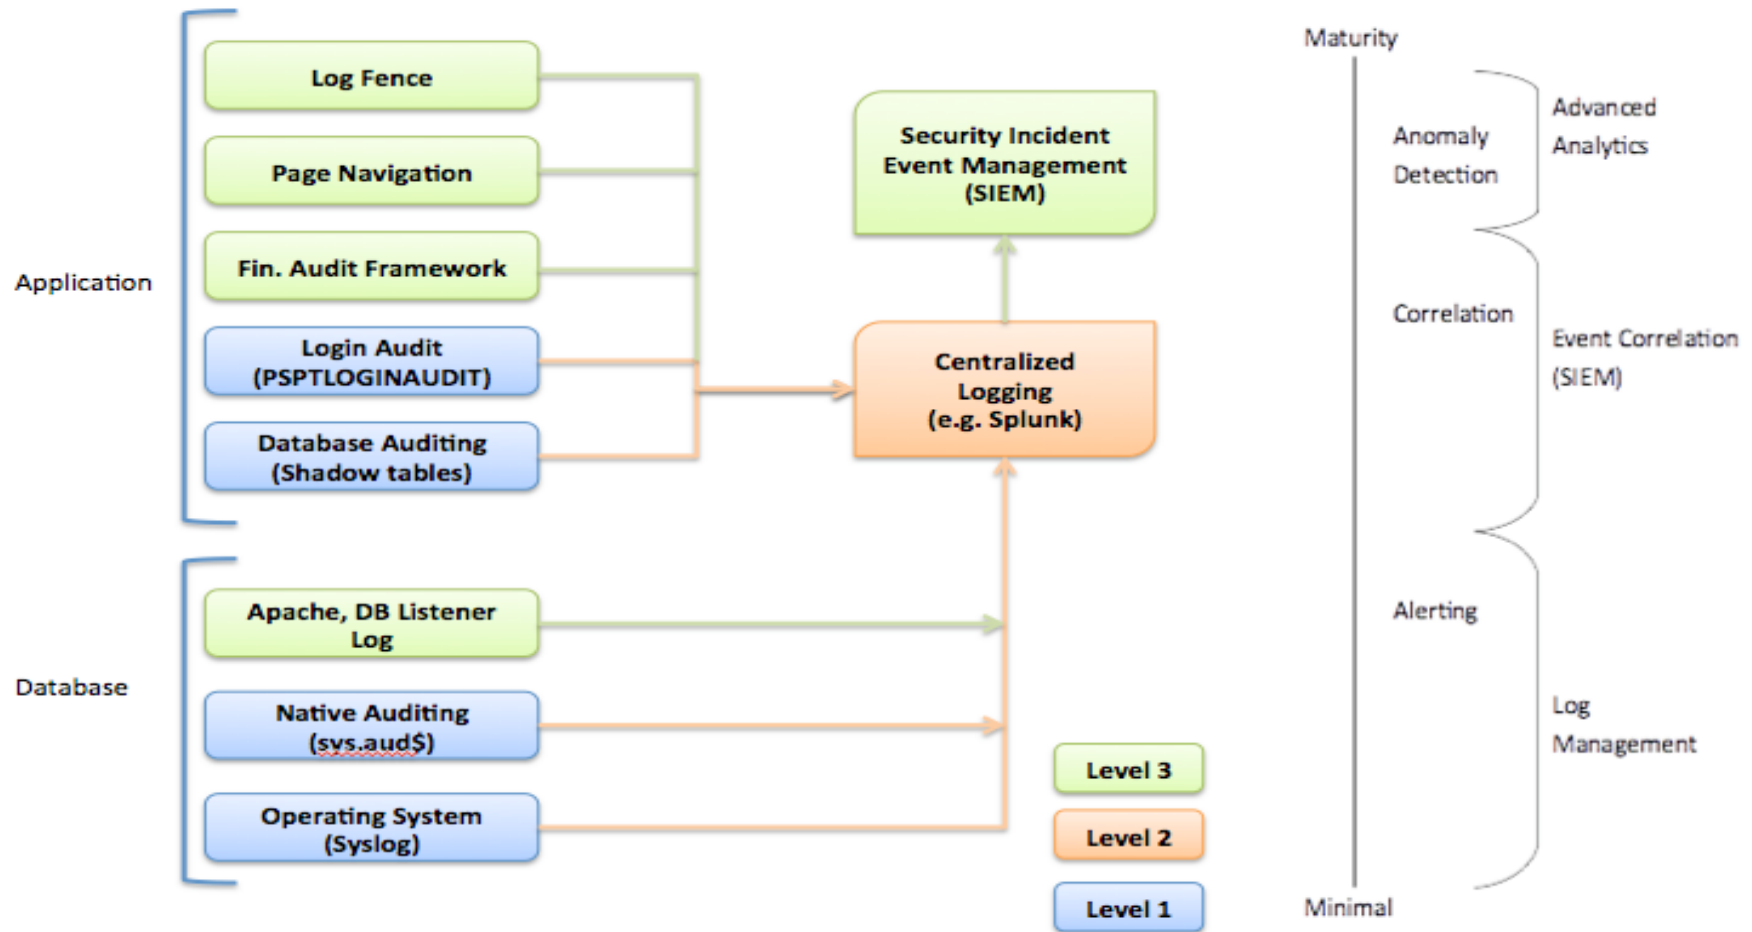 Application
Log Fence
Page Navigation
Fin. Audit Framework
Login Audit
(PSPTLOGINAUDIT)
Database Auditing
(Shadow tables)
Database
Apache, DB Listener
Log
Native Auditing
(sys.aud$)
Operating System
(Syslog)
Security Incident
Event Management
(SIEM)
Centralized
Logging
(e.g. Splunk)
Level 3
Level 2
Level 1
Maturity
Anomaly
Detection
Correlation
Alerting
Minimal
Advanced
Analytics
Event Correlation
(SIEM)
Log
Management